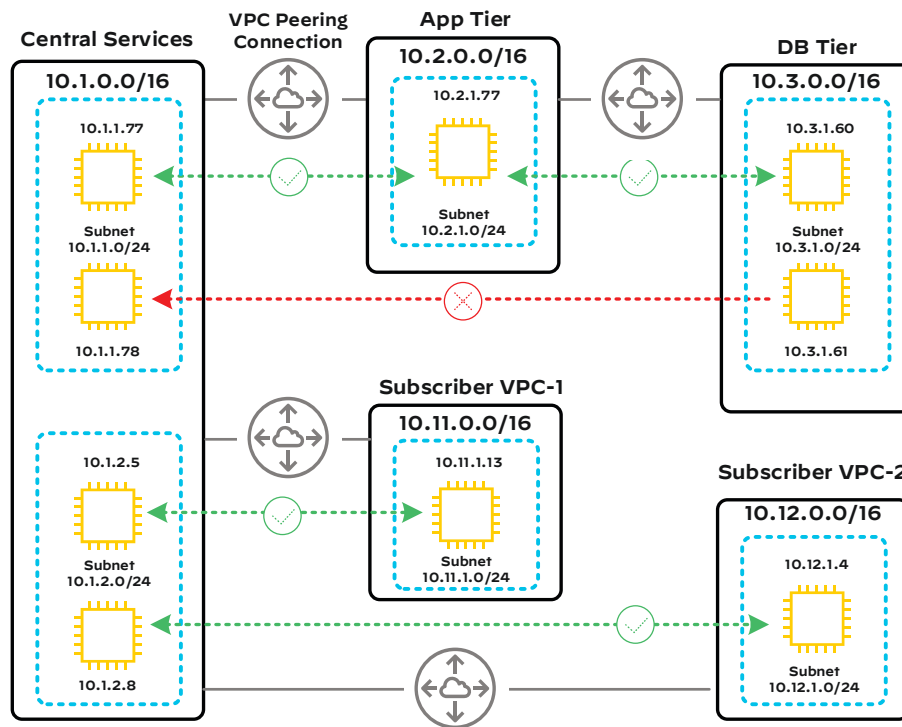 Central Services
10.1.0.0/16
10.1.1.77
Subnet
10.1.1.0/24
10.1.1.78
10.1.2.5
Subnet
10.1.2.0/24
10.1.2.8
VPC Peering
Connection
App Tier
10.2.0.0/16
10.2.1.77
Subnet
10.2.1.0/24
DB Tier
10.3.0.0/16
10.3.1.60
Subnet
10.3.1.0/24
10.3.1.61
Subscriber VPC-1
10.11.0.0/16
10.11.1.13
Subnet
10.11.1.0/24
Subscriber VPC-2
10.12.0.0/16
10.12.1.4
Subnet
10.12.1.0/24